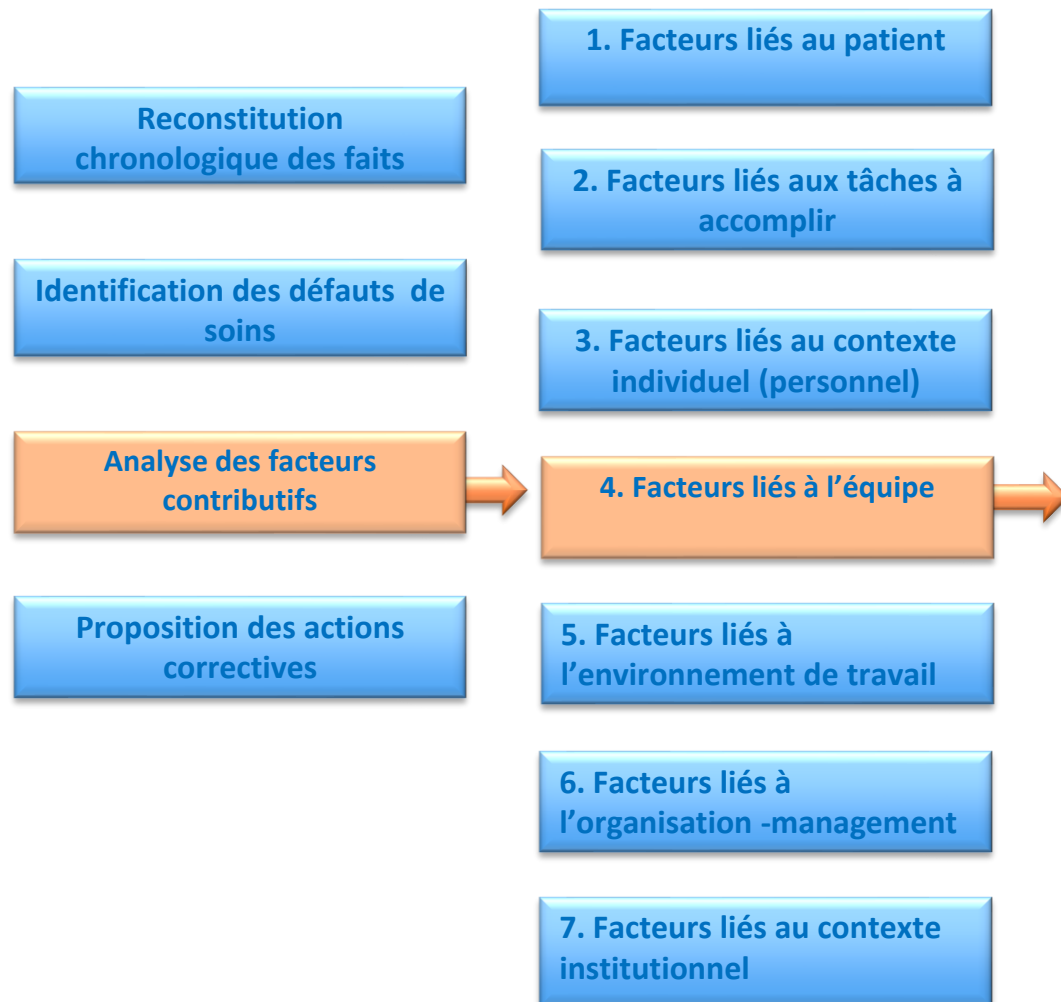 Reconstitution
chronologique des faits
Identification des défauts de
soins
Analyse des facteurs
contributifs
Proposition des actions
correctives
1. Facteurs liés au patient
2. Facteurs liés aux tâches à
accomplir
3. Facteurs liés au contexte
individuel (personnel)
4. Facteurs liés à l’équipe
5. Facteurs liés à
l’environnement de travail
6. Facteurs liés à
l’organisation -management
7. Facteurs liés au contexte
institutionnel